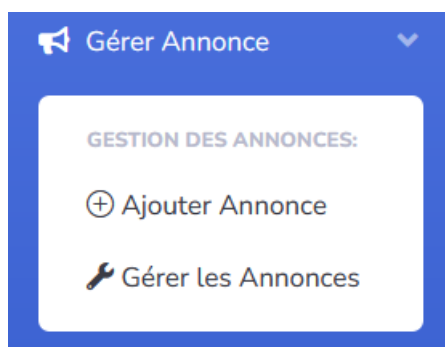 Gérer Annonce
GESTION DES ANNONCES:
Ajouter Annonce
Gérer les Annonces